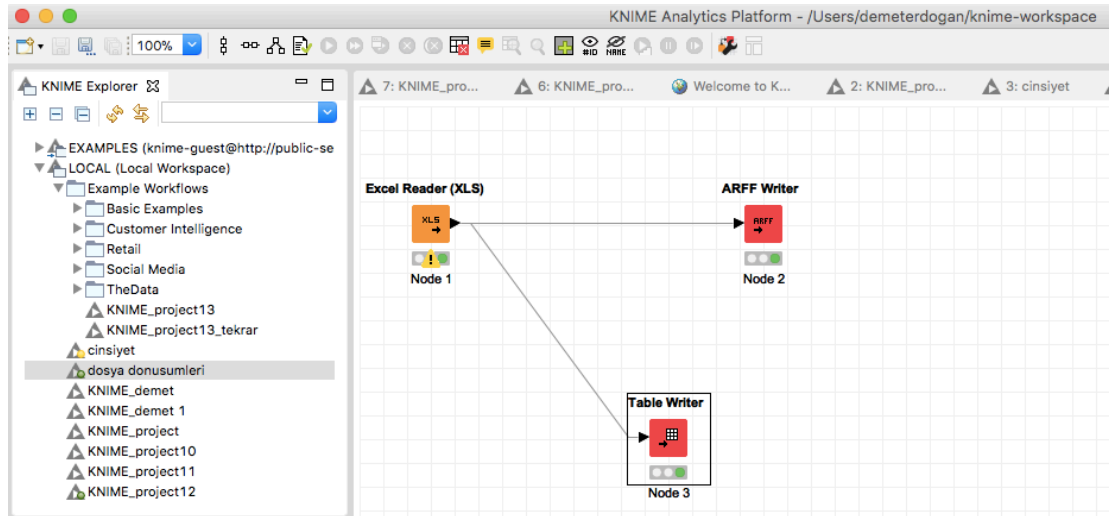 KNIME Analytics Platform - /Users/demeterdogan/knime-workspace
100%
#ID
NAME
KNIME Explorer
7: KNIME_pro...
6: KNIME_pro...
Welcome to K...
2: KNIME_pro...
3: cinsiyet
EXAMPLES (knime-guest@http://public-se
LOCAL (Local Workspace)
Example Workflows
Basic Examples
Customer Intelligence
Retail
Social Media
TheData
KNIME_project13
KNIME_project13_tekrar
cinsiyet
dosya donusumleri
KNIME_demet
KNIME_demet 1
KNIME_project
KNIME_project10
KNIME_project11
KNIME_project12
Excel Reader (XLS)
XLS
Node 1
ARFF Writer
ARFF
Node 2
Table Writer
Node 3